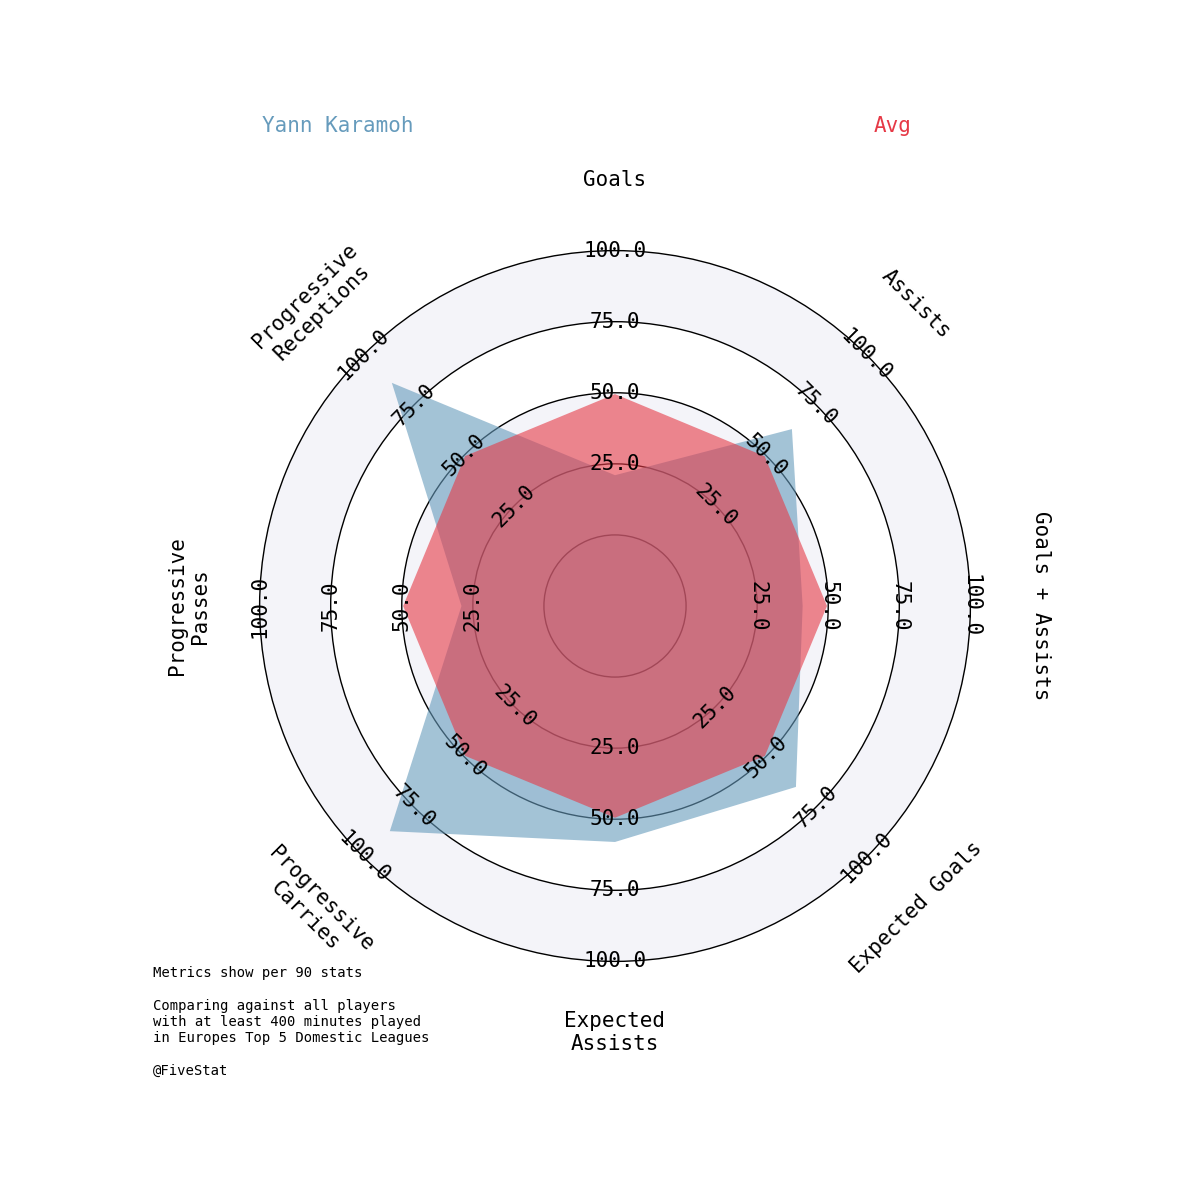 Yann Karamoh
Avg
Goals
Assists
Goals + Assists
Expected Goals
Expected
Assists
Progressive
Carries
Progressive
Passes
Progressive
Receptions
25.0
50.0
75.0
100.0
25.0
50.0
75.0
100.0
25.0
50.0
75.0
100.0
25.0
50.0
75.0
100.0
25.0
50.0
75.0
100.0
25.0
50.0
75.0
100.0
25.0
50.0
75.0
100.0
25.0
50.0
75.0
100.0
Metrics show per 90 stats
Comparing against all players
with at least 400 minutes played
in Europes Top 5 Domestic Leagues
@FiveStat